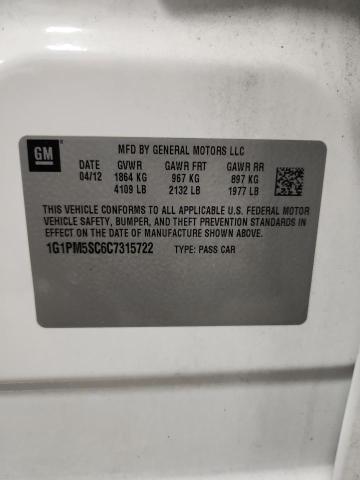 GM
MFD BY GENERAL MOTORS LLC
DATE GVWR GAWR FRT GAWR RR
04/12 1864 KG 967 KG 897 KG
4109 LB 2132 LB 1977 LB
THIS VEHICLE CONFORMS TO ALL APPLICABLE U.S. FEDERAL MOTOR
VEHICLE SAFETY, BUMPER, AND THEFT PREVENTION STANDARDS
IN EFFECT ON THE DATE OF MANUFACTURE SHOWN ABOVE.
1G1PM5SC6C7315722 TYPE: PASS CAR